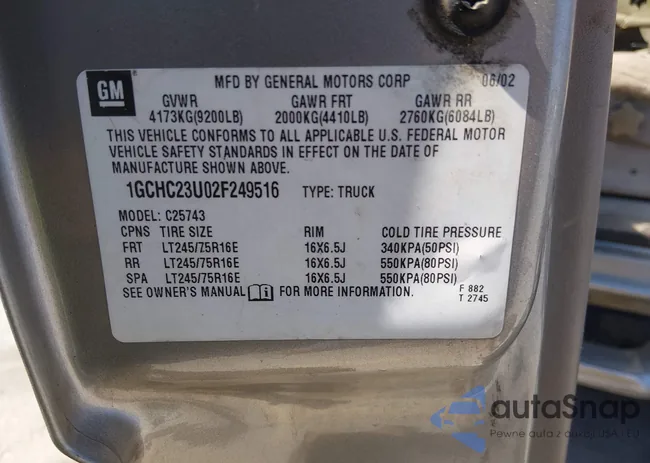 GM
MFD BY GENERAL MOTORS CORP 06/02
GVWR GAWR FRT GAWR RR
4173KG(9200LB) 2000KG(4410LB) 2760KG(6084LB)
THIS VEHICLE CONFORMS TO ALL APPLICABLE U.S. FEDERAL MOTOR
VEHICLE SAFETY STANDARDS IN EFFECT ON THE DATE OF
MANUFACTURE SHOWN ABOVE.
1GCHC23U02F249516 TYPE: TRUCK
MODEL: C25743
CPNS TIRE SIZE RIM COLD TIRE PRESSURE
FRT LT245/75R16E 16X6.5J 340KPA(50PSI)
RR LT245/75R16E 16X6.5J 550KPA(80PSI)
SPA LT245/75R16E 16X6.5J 550KPA(80PSI)
SEE OWNER'S MANUAL FOR MORE INFORMATION.
F 882
T 2745
autaSnap
Pewne auta z